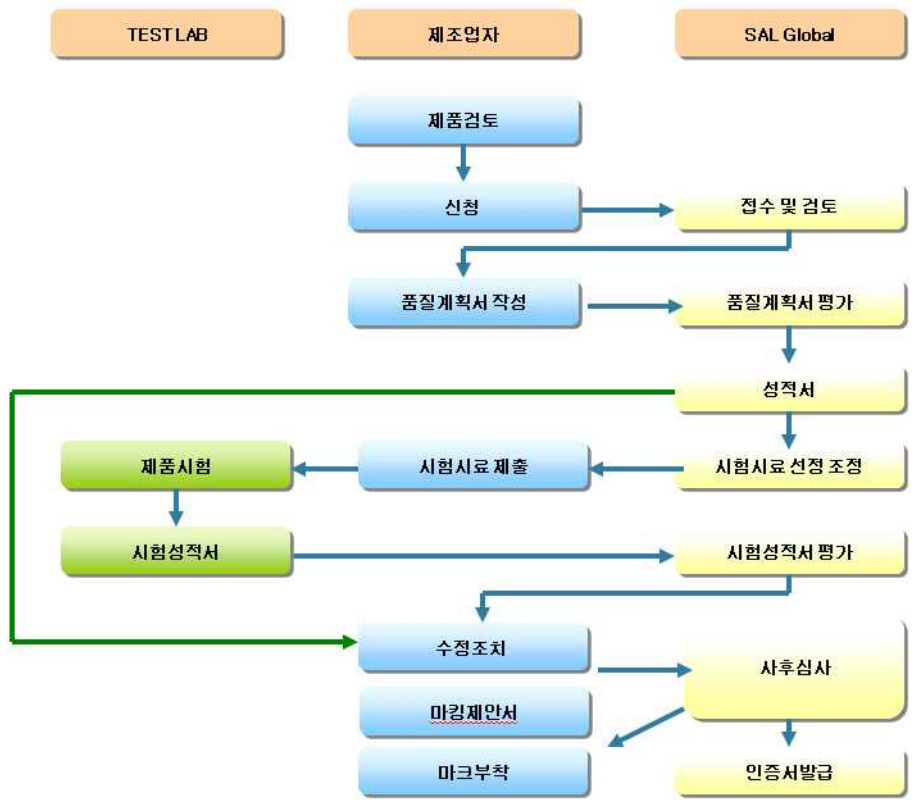 TEST LAB
제조업자
SAL Global
제품검토
신청
접수 및 검토
품질계획서 작성
품질계획서 평가
성적서
제품시험
시험시료 제출
시험시료 선정 조정
시험성적서
시험성적서 평가
수정조치
사후심사
마킹제안서
마크부착
인증서발급